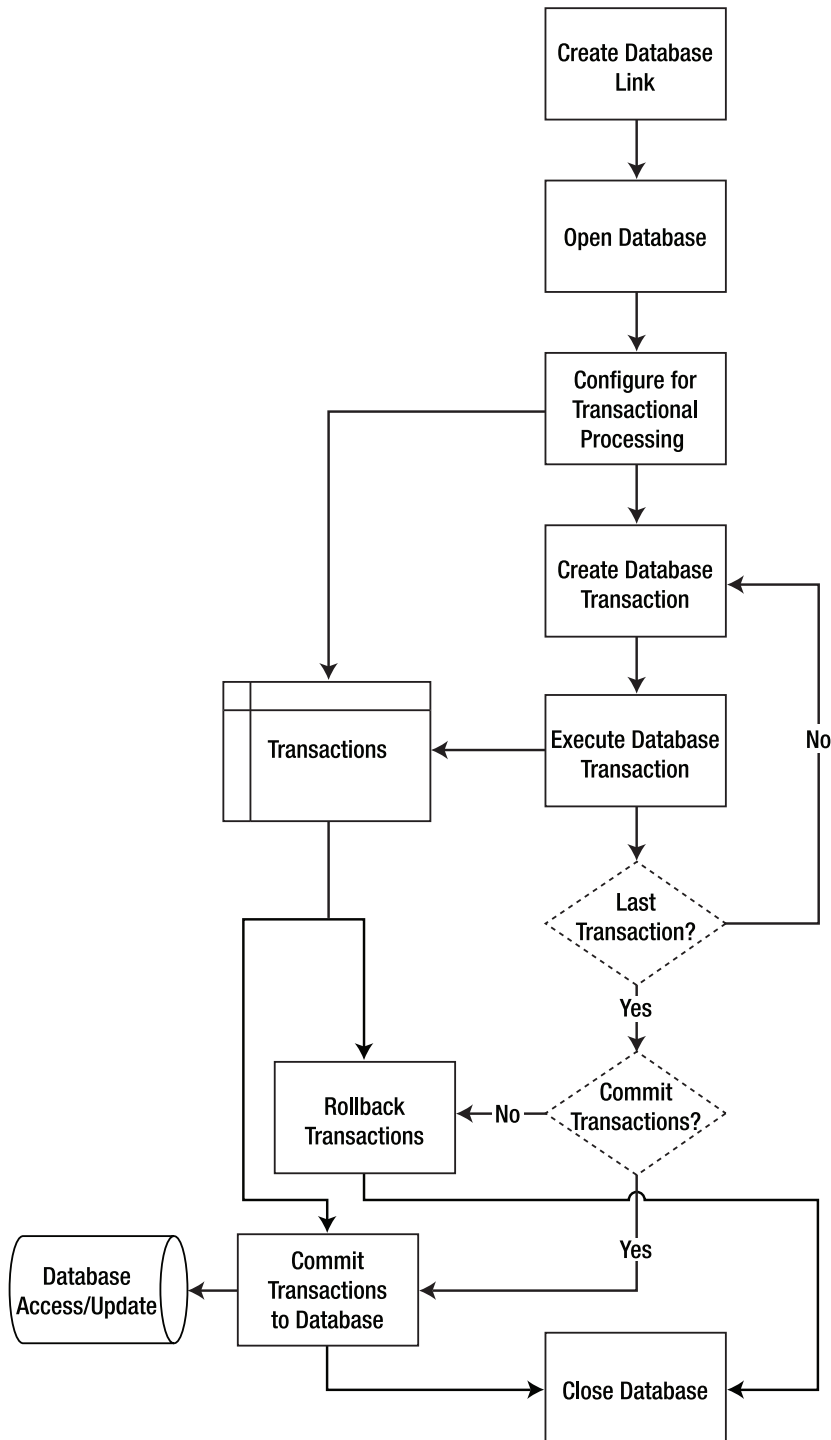 Create Database
Link
Open Database
Configure for
Transactional
Processing
Create Database
Transaction
Transactions
Execute Database
Transaction
No
Last
Transaction?
Yes
Rollback
Transactions
No
Commit
Transactions?
Yes
Database
Access/Update
Commit
Transactions
to Database
Close Database